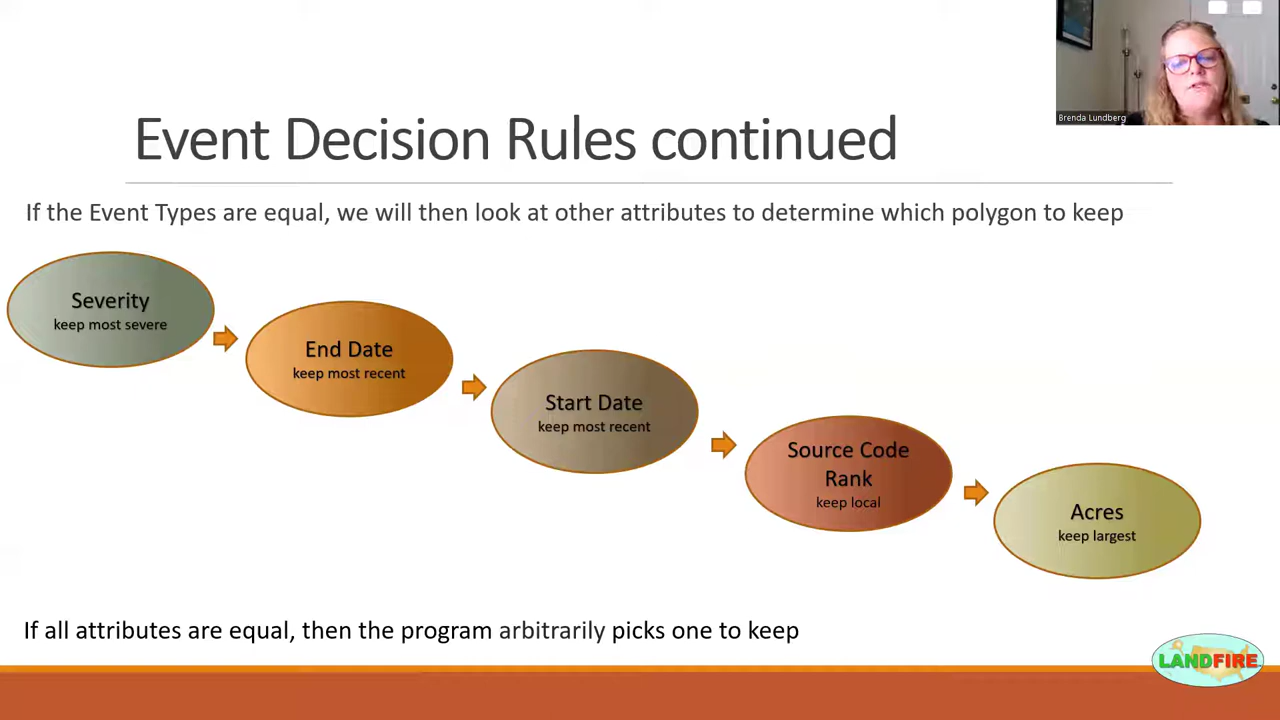 Brenda Lundberg
Event Decision Rules continued
If the Event Types are equal, we will then look at other attributes to determine which polygon to keep
Severity
keep most severe
End Date
keep most recent
Start Date
keep most recent
Source Code
Rank
keep local
Acres
keep largest
If all attributes are equal, then the program arbitrarily picks one to keep
LANDFIRE